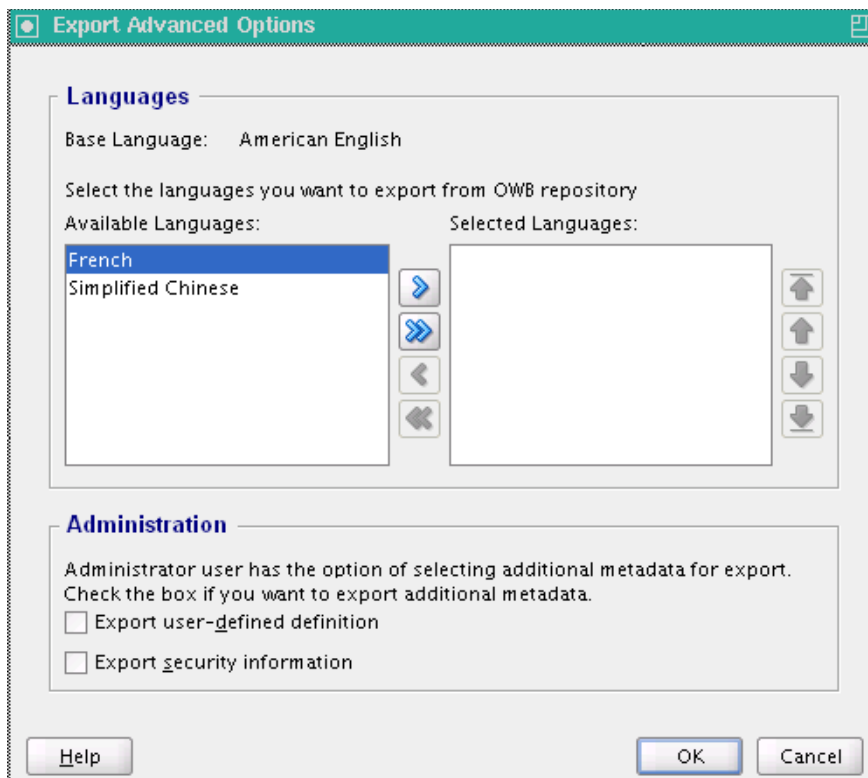 Export Advanced Options
Languages
Base Language: American English
Select the languages you want to export from OWB repository
Available Languages: Selected Languages:
French
Simplified Chinese
Administration
Administrator user has the option of selecting additional metadata for export.
Check the box if you want to export additional metadata.
Export user-defined definition
Export security information
Help OK Cancel